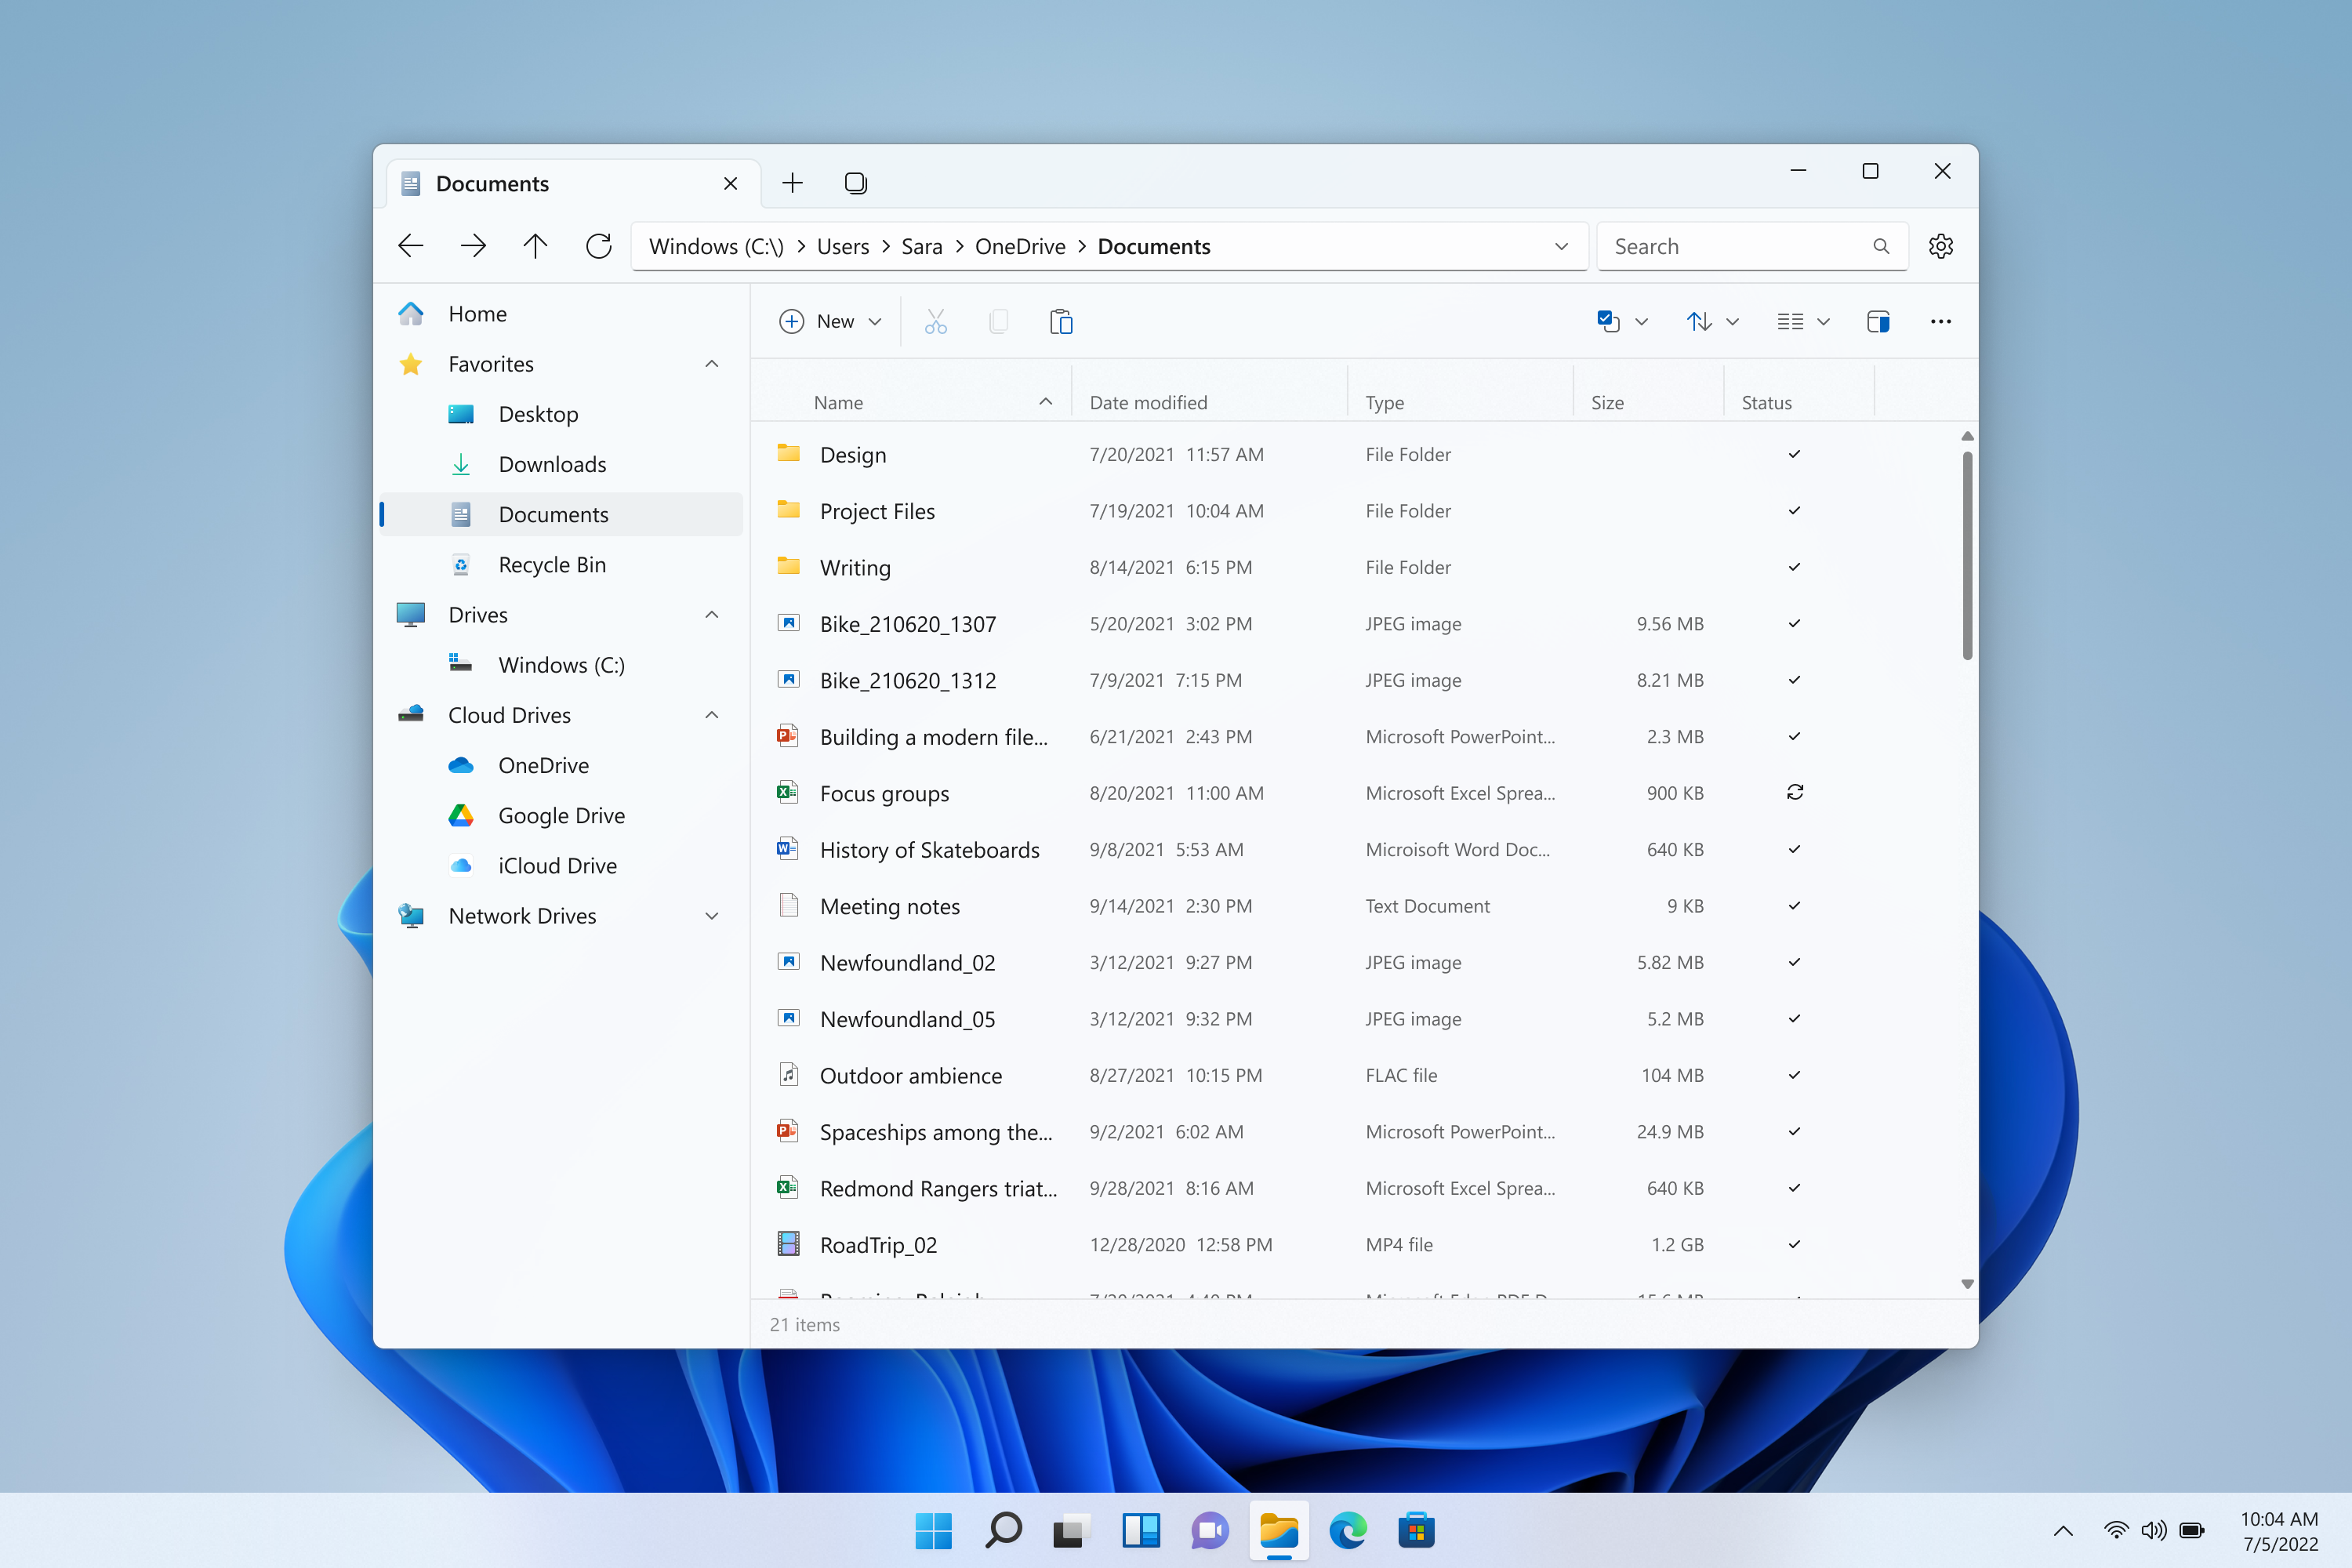 Documents
Windows (C:\) > Users > Sara > OneDrive > Documents
Search
Home
Favorites
Desktop
Downloads
Documents
Recycle Bin
Drives
Windows (C:)
Cloud Drives
OneDrive
Google Drive
iCloud Drive
Network Drives
New
Name Date modified Type Size Status
Design 7/20/2021 11:57 AM File Folder
Project Files 7/19/2021 10:04 AM File Folder
Writing 8/14/2021 6:15 PM File Folder
Bike_210620_1307 5/20/2021 3:02 PM JPEG image 9.56 MB
Bike_210620_1312 7/9/2021 7:15 PM JPEG image 8.21 MB
Building a modern file... 6/21/2021 2:43 PM Microsoft PowerPoint... 2.3 MB
Focus groups 8/20/2021 11:00 AM Microsoft Excel Sprea... 900 KB
History of Skateboards 9/8/2021 5:53 AM Microisoft Word Doc... 640 KB
Meeting notes 9/14/2021 2:30 PM Text Document 9 KB
Newfoundland_02 3/12/2021 9:27 PM JPEG image 5.82 MB
Newfoundland_05 3/12/2021 9:32 PM JPEG image 5.2 MB
Outdoor ambience 8/27/2021 10:15 PM FLAC file 104 MB
Spaceships among the... 9/2/2021 6:02 AM Microsoft PowerPoint... 24.9 MB
Redmond Rangers triat... 9/28/2021 8:16 AM Microsoft Excel Sprea... 640 KB
RoadTrip_02 12/28/2020 12:58 PM MP4 file 1.2 GB
21 items
10:04 AM
7/5/2022